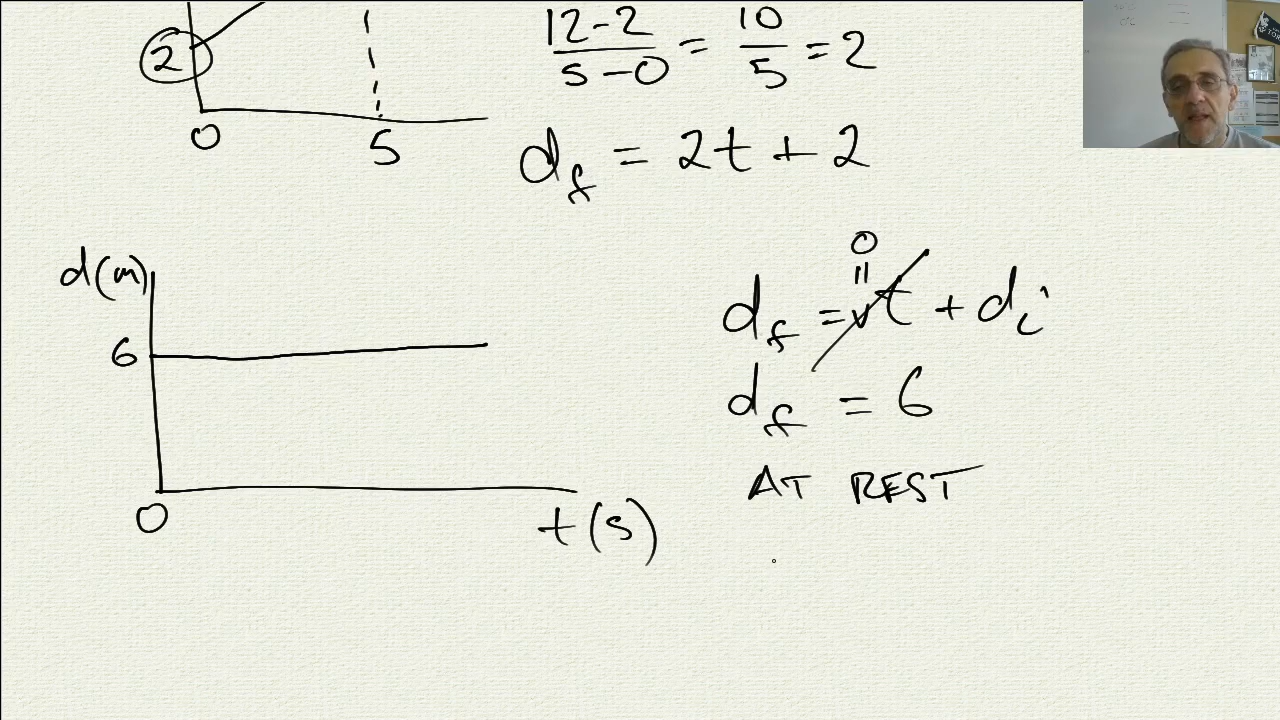 12-2
5-0
= 10
5
= 2
2
0
5
d_f = 2t + 2
d(m)
6
0
t(s)
0
=
d_f = vt + d_i
d_f = 6
AT REST